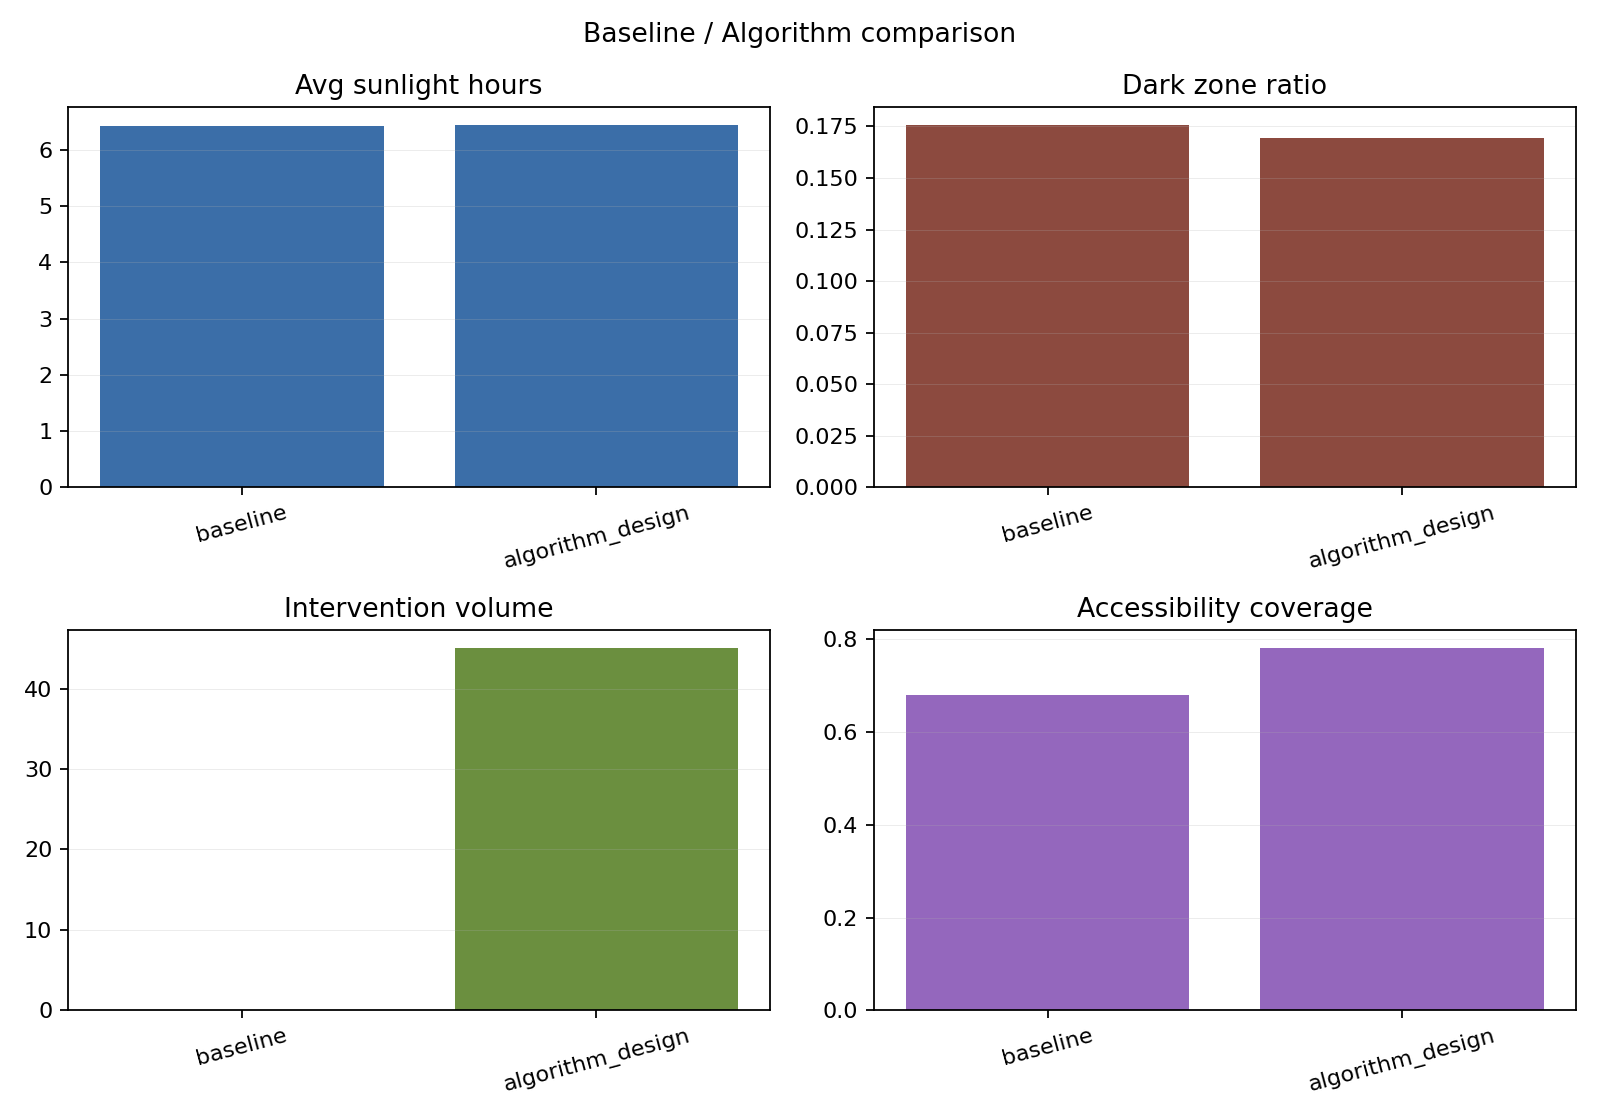 Baseline / Algorithm comparison
Avg sunlight hours
6
5
4
3
2
1
0
baseline
algorithm_design
Dark zone ratio
0.175
0.150
0.125
0.100
0.075
0.050
0.025
0.000
baseline
algorithm_design
Intervention volume
40
30
20
10
0
baseline
algorithm_design
Accessibility coverage
0.8
0.6
0.4
0.2
0.0
baseline
algorithm_design